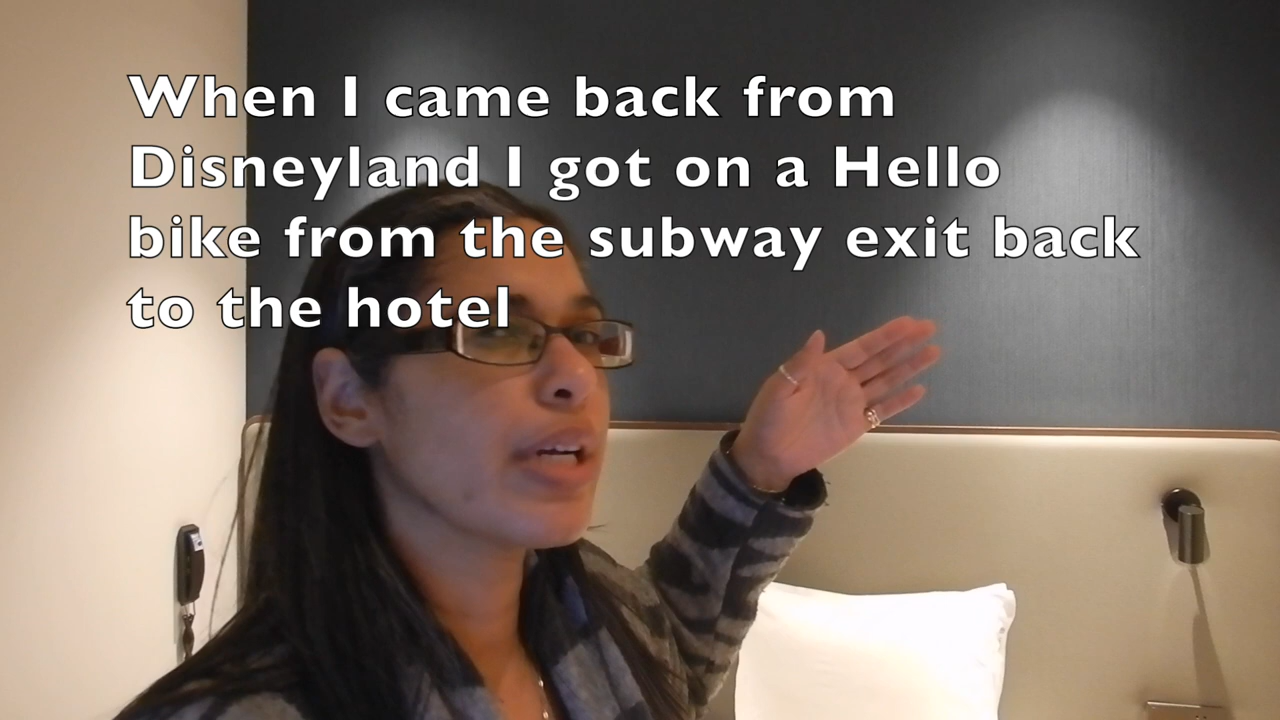 When I came back from
Disneyland I got on a Hello
bike from the subway exit back
to the hotel